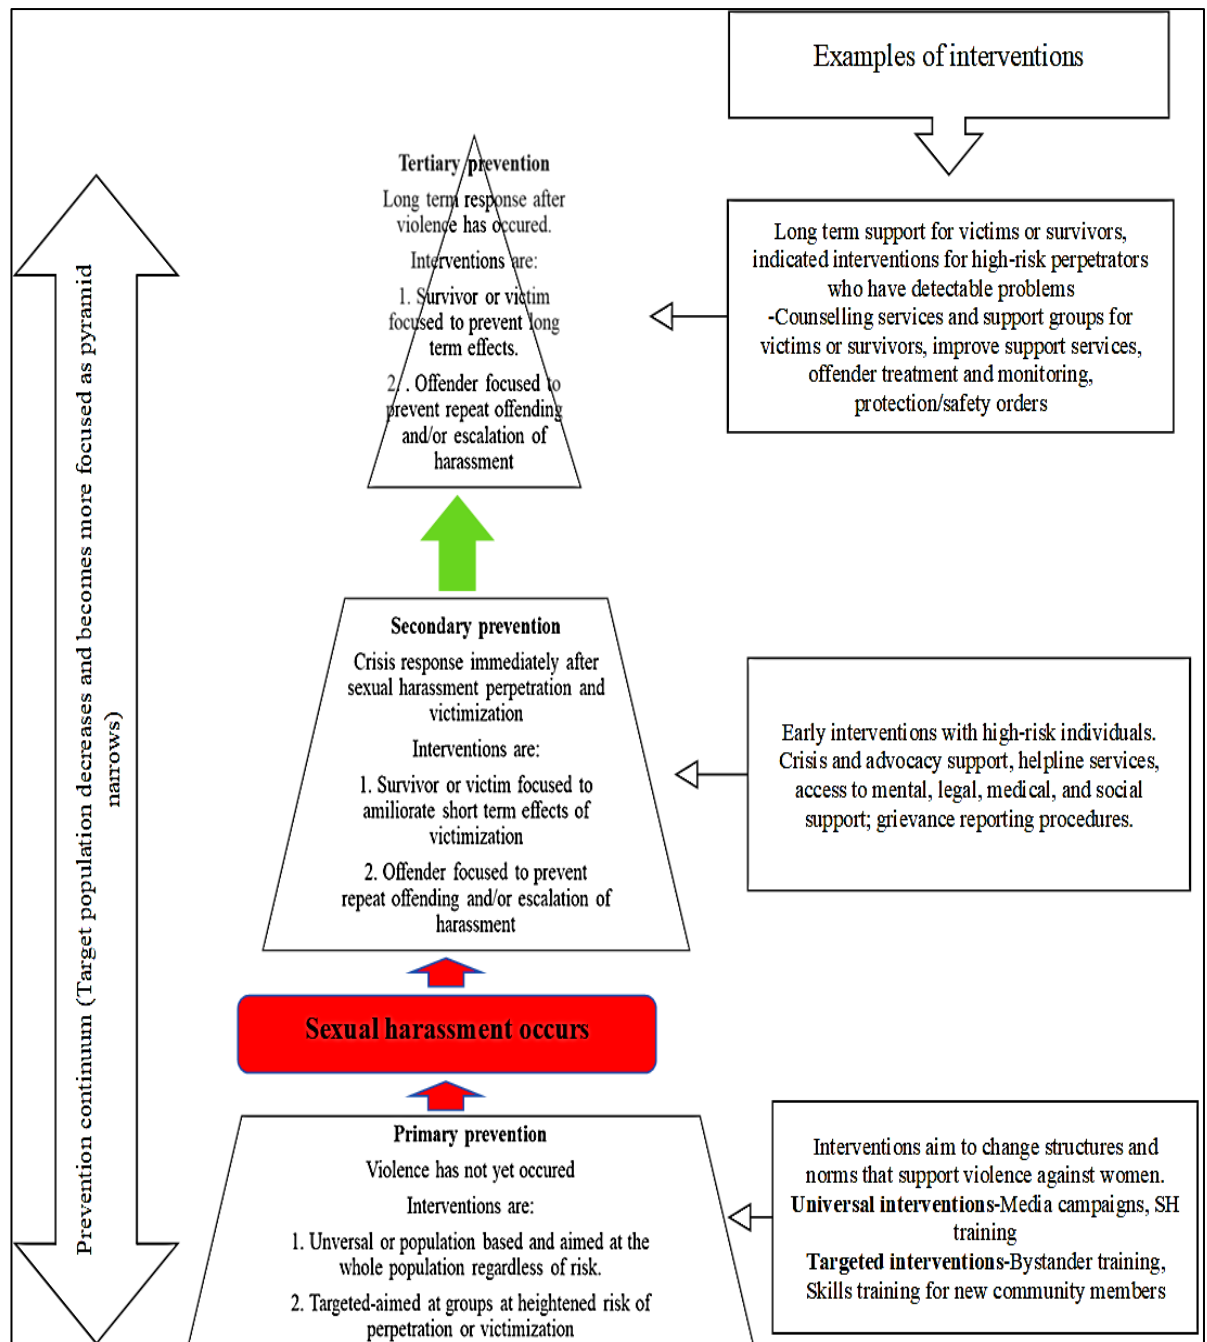 Examples of interventions
Tertiary prevention
Long term response after
violence has occured.
Interventions are:
1. Survivor or victim
focused to prevent long
term effects.
2. . Offender focused to
prevent repeat offending
and/or escalation of
harassment
Long term support for victims or survivors,
indicated interventions for high-risk perpetrators
who have detectable problems
-Counselling services and support groups for
victims or survivors, improve support services,
offender treatment and monitoring,
protection/safety orders
Prevention continuum (Target population decreases and becomes more focused as pyramid
narrows)
Secondary prevention
Crisis response immediately after
sexual harassment perpetration and
victimization
Interventions are:
1. Survivor or victim focused to
amiliorate short term effects of
victimization
2. Offender focused to prevent
repeat offending and/or escalation of
harassment
Early interventions with high-risk individuals.
Crisis and advocacy support, helpline services,
access to mental, legal, medical, and social
support; grievance reporting procedures.
Sexual harassment occurs
Primary prevention
Violence has not yet occured
Interventions are:
1. Unversal or population based and aimed at the
whole population regardless of risk.
2. Targeted-aimed at groups at heightened risk of
perpetration or victimization
Interventions aim to change structures and
norms that support violence against women.
Universal interventions-Media campaigns, SH
training
Targeted interventions-Bystander training,
Skills training for new community members